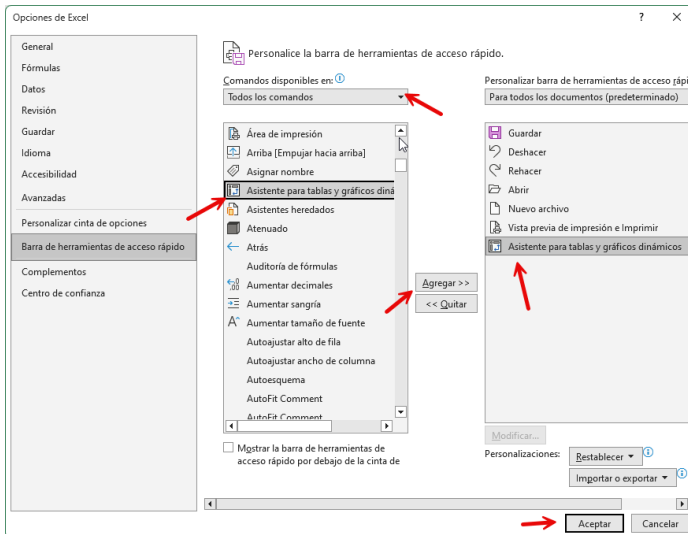 Opciones de Excel
? X
General
Fórmulas
Datos
Revisión
Guardar
Idioma
Accesibilidad
Avanzadas
Personalizar cinta de opciones
Barra de herramientas de acceso rápido
Complementos
Centro de confianza
Personalice la barra de herramientas de acceso rápido.
Comandos disponibles en:
Todos los comandos
Área de impresión
Arriba [Empujar hacia arriba]
Asignar nombre
Asistente para tablas y gráficos diná
Asistentes heredados
Atenuado
Atrás
Auditoría de fórmulas
Aumentar decimales
Aumentar sangría
Aumentar tamaño de fuente
Autoajustar alto de fila
Autoajustar ancho de columna
Autoesquema
AutoFit Comment
AutoFit Comment
Mostrar la barra de herramientas de
acceso rápido por debajo de la cinta de
Agregar >>
<< Quitar
Personalizar barra de herramientas de acceso rápi
Para todos los documentos (predeterminado)
Guardar
Deshacer
Rehacer
Abrir
Nuevo archivo
Vista previa de impresión e Imprimir
Asistente para tablas y gráficos dinámicos
Modificar...
Personalizaciones:
Restablecer
Importar o exportar
Aceptar
Cancelar